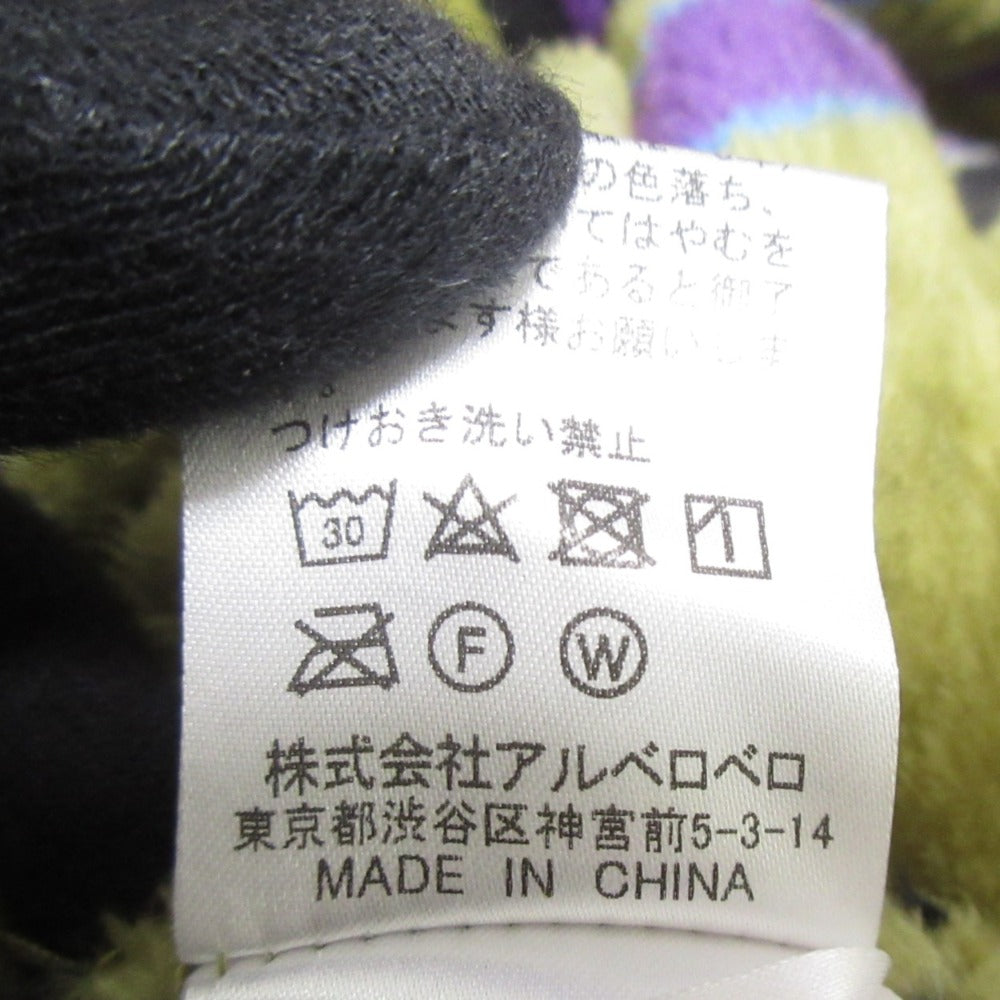 の色落ち、
てはやむを
であると御了
ます様お願いしま
。
つけおき洗い禁止
30
F W
株式会社アルベロベロ
東京都渋谷区神宮前5-3-14
MADE IN CHINA